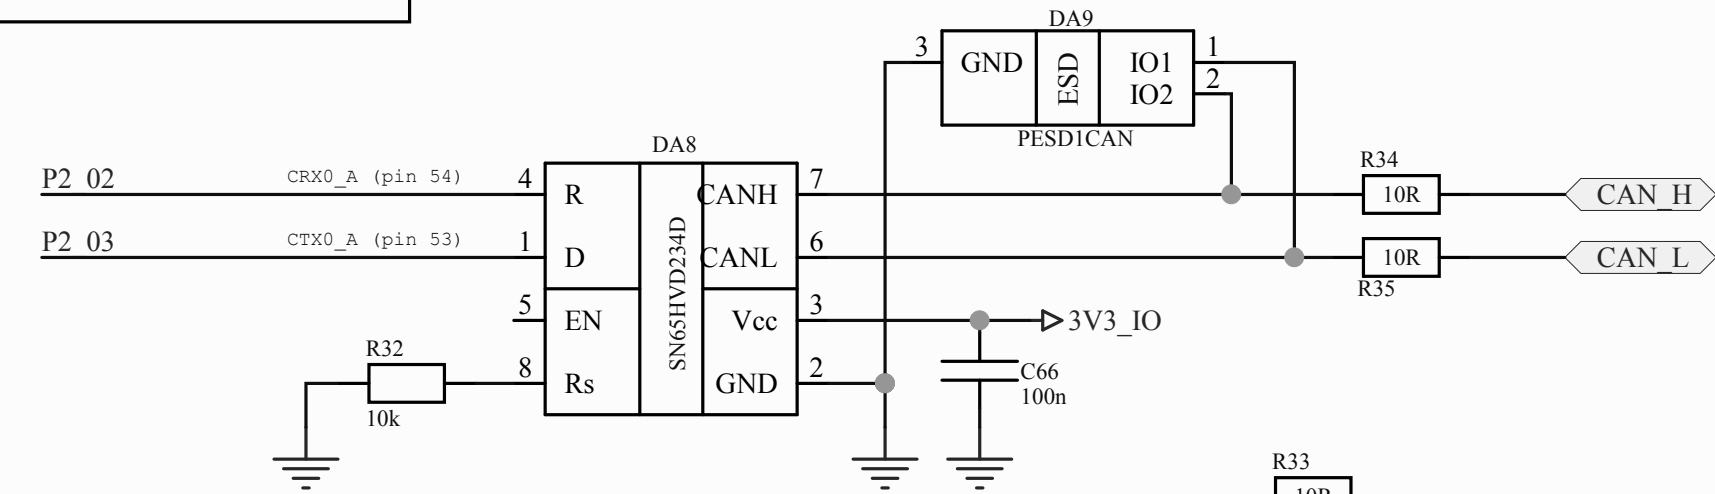 DA9
3 GND ESD IO1 1
IO2 2
PESD1CAN
DA8
P2_02 CRX0_A (pin 54) 4 R CANH 7 R34 10R CAN_H
P2_03 CTX0_A (pin 53) 1 D CANL 6 10R R35 CAN_L
SN65HVD234D
5 EN Vcc 3 3V3_IO
R32
10k
8 Rs GND 2
C66
100n
R33
10R